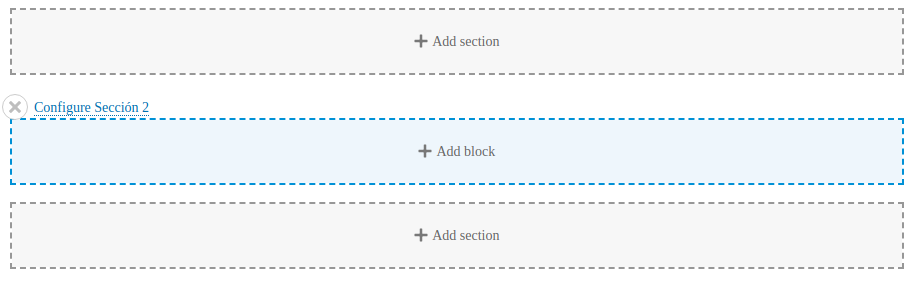 Add section
Configure Sección 2
Add block
Add section